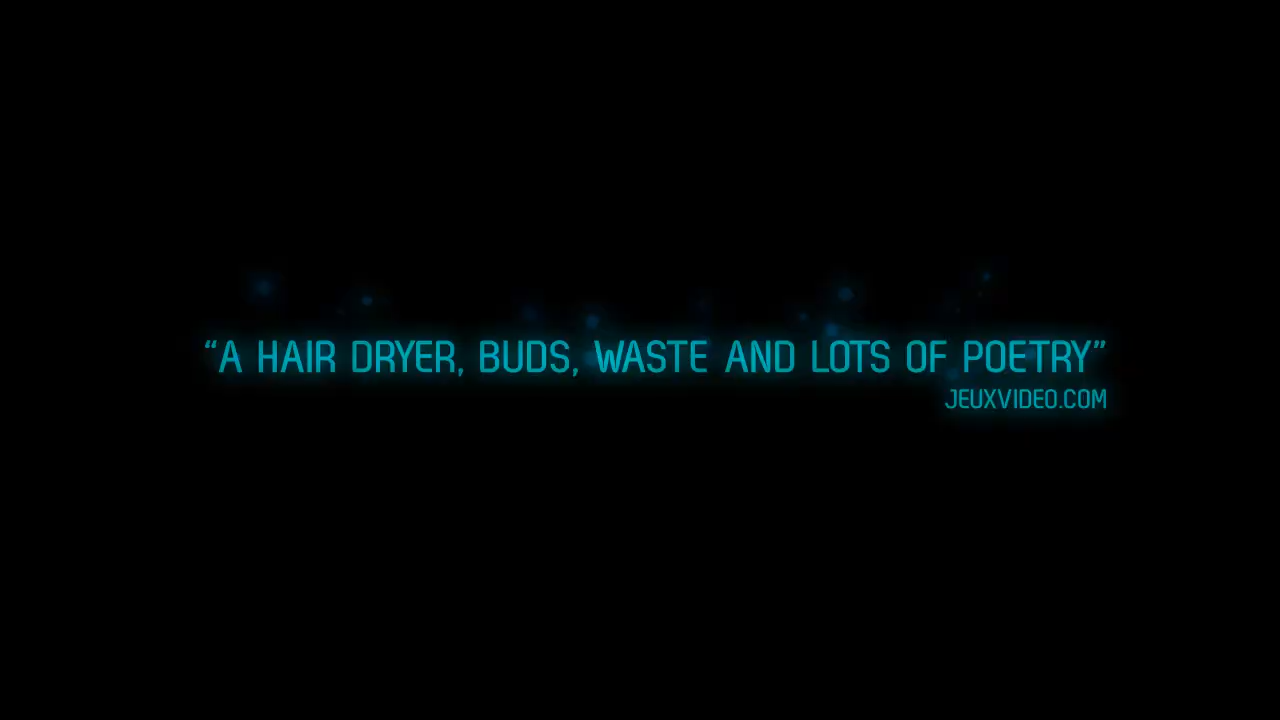 “A HAIR DRYER, BUDS, WASTE AND LOTS OF POETRY”
JEUXVIDEO.COM